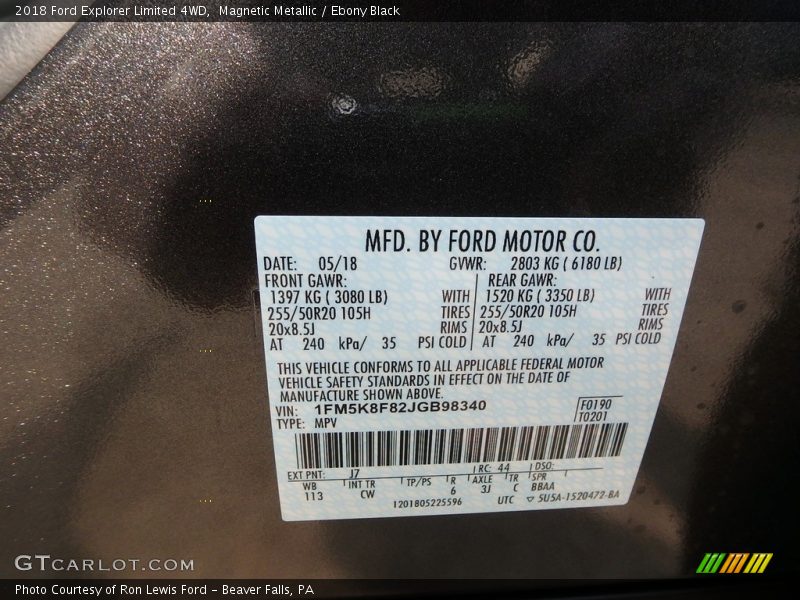 2018 Ford Explorer Limited 4WD, Magnetic Metallic / Ebony Black
MFD. BY FORD MOTOR CO.
DATE: 05/18 GVWR: 2803 KG ( 6180 LB)
FRONT GAWR: REAR GAWR:
1397 KG ( 3080 LB) WITH 1520 KG ( 3350 LB) WITH
255/50R20 105H TIRES 255/50R20 105H TIRES
20x8.5J RIMS 20x8.5J RIMS
AT 240 kPa/ 35 PSI COLD AT 240 kPa/ 35 PSI COLD
THIS VEHICLE CONFORMS TO ALL APPLICABLE FEDERAL MOTOR
VEHICLE SAFETY STANDARDS IN EFFECT ON THE DATE OF
MANUFACTURE SHOWN ABOVE.
VIN: 1FM5K8F82JGB98340 F0190
TYPE: MPV T0201
EXT PNT: J7 RC: 44 DSO:
WB INT TR TP/PS R AXLE TR SPR
113 CW 6 3J C BBAA
1201805225596 UTC ▽ 5U5A-1520472-BA
GTCARLOT.COM
Photo Courtesy of Ron Lewis Ford - Beaver Falls, PA